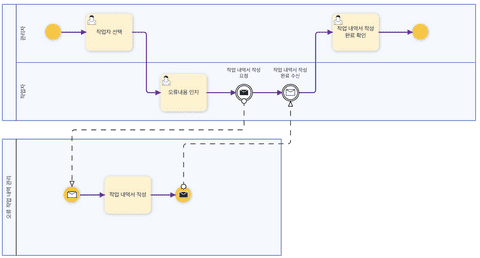 관리자
작업자 선택
작업 내역서 작성
완료 확인
작업자
오류내용 인지
작업 내역서 작성
요청
작업 내역서 작성
완료 수신
오류 작업 내역 관리
작업 내역서 작성